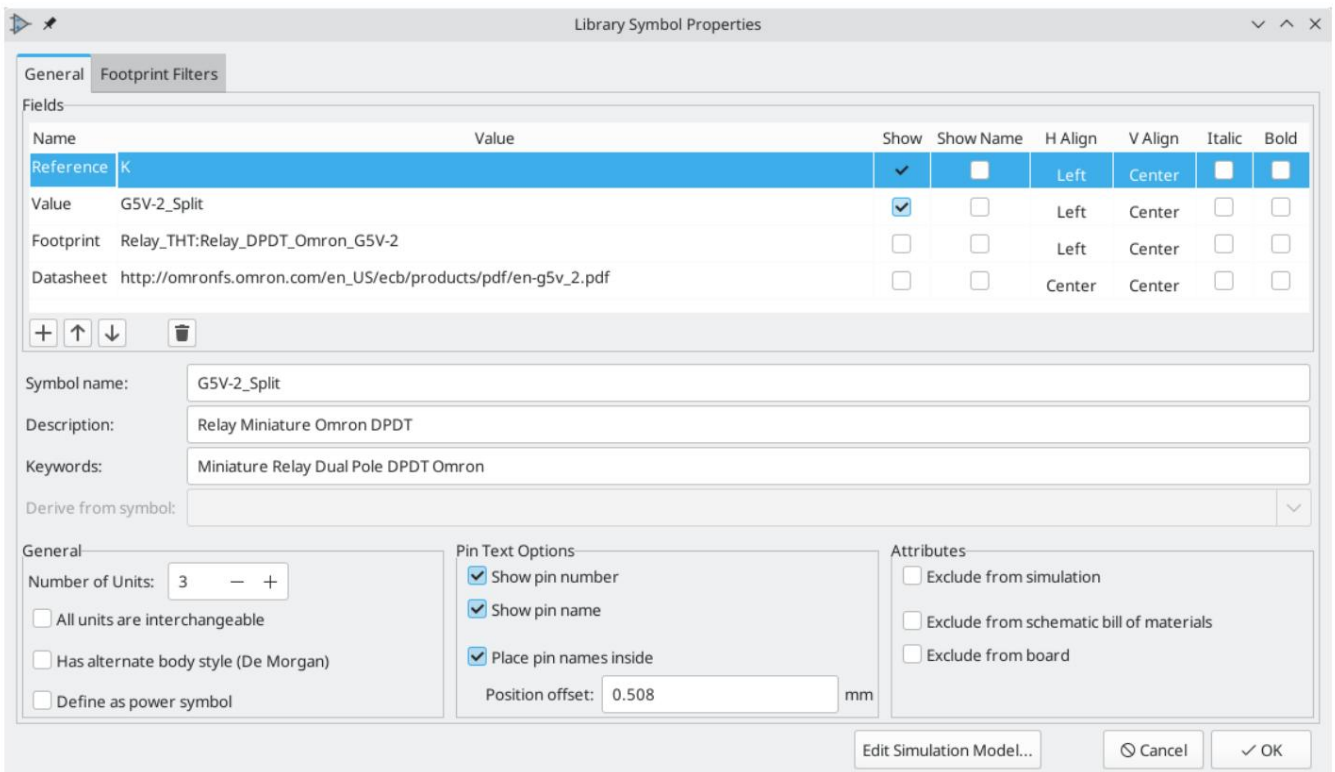 Library Symbol Properties
General Footprint Filters
Fields
Name Value Show Show Name H Align V Align Italic Bold
Reference K Left Center
Value G5V-2_Split Left Center
Footprint Relay_THT:Relay_DPDT_Omron_G5V-2 Left Center
Datasheet http://omronfs.omron.com/en_US/ecb/products/pdf/en-g5v_2.pdf Center Center
Symbol name: G5V-2_Split
Description: Relay Miniature Omron DPDT
Keywords: Miniature Relay Dual Pole DPDT Omron
Derive from symbol:
General Pin Text Options Attributes
Number of Units: 3 − + Show pin number Exclude from simulation
All units are interchangeable Show pin name Exclude from schematic bill of materials
Has alternate body style (De Morgan) Place pin names inside Exclude from board
Define as power symbol Position offset: 0.508 mm
Edit Simulation Model... Cancel OK